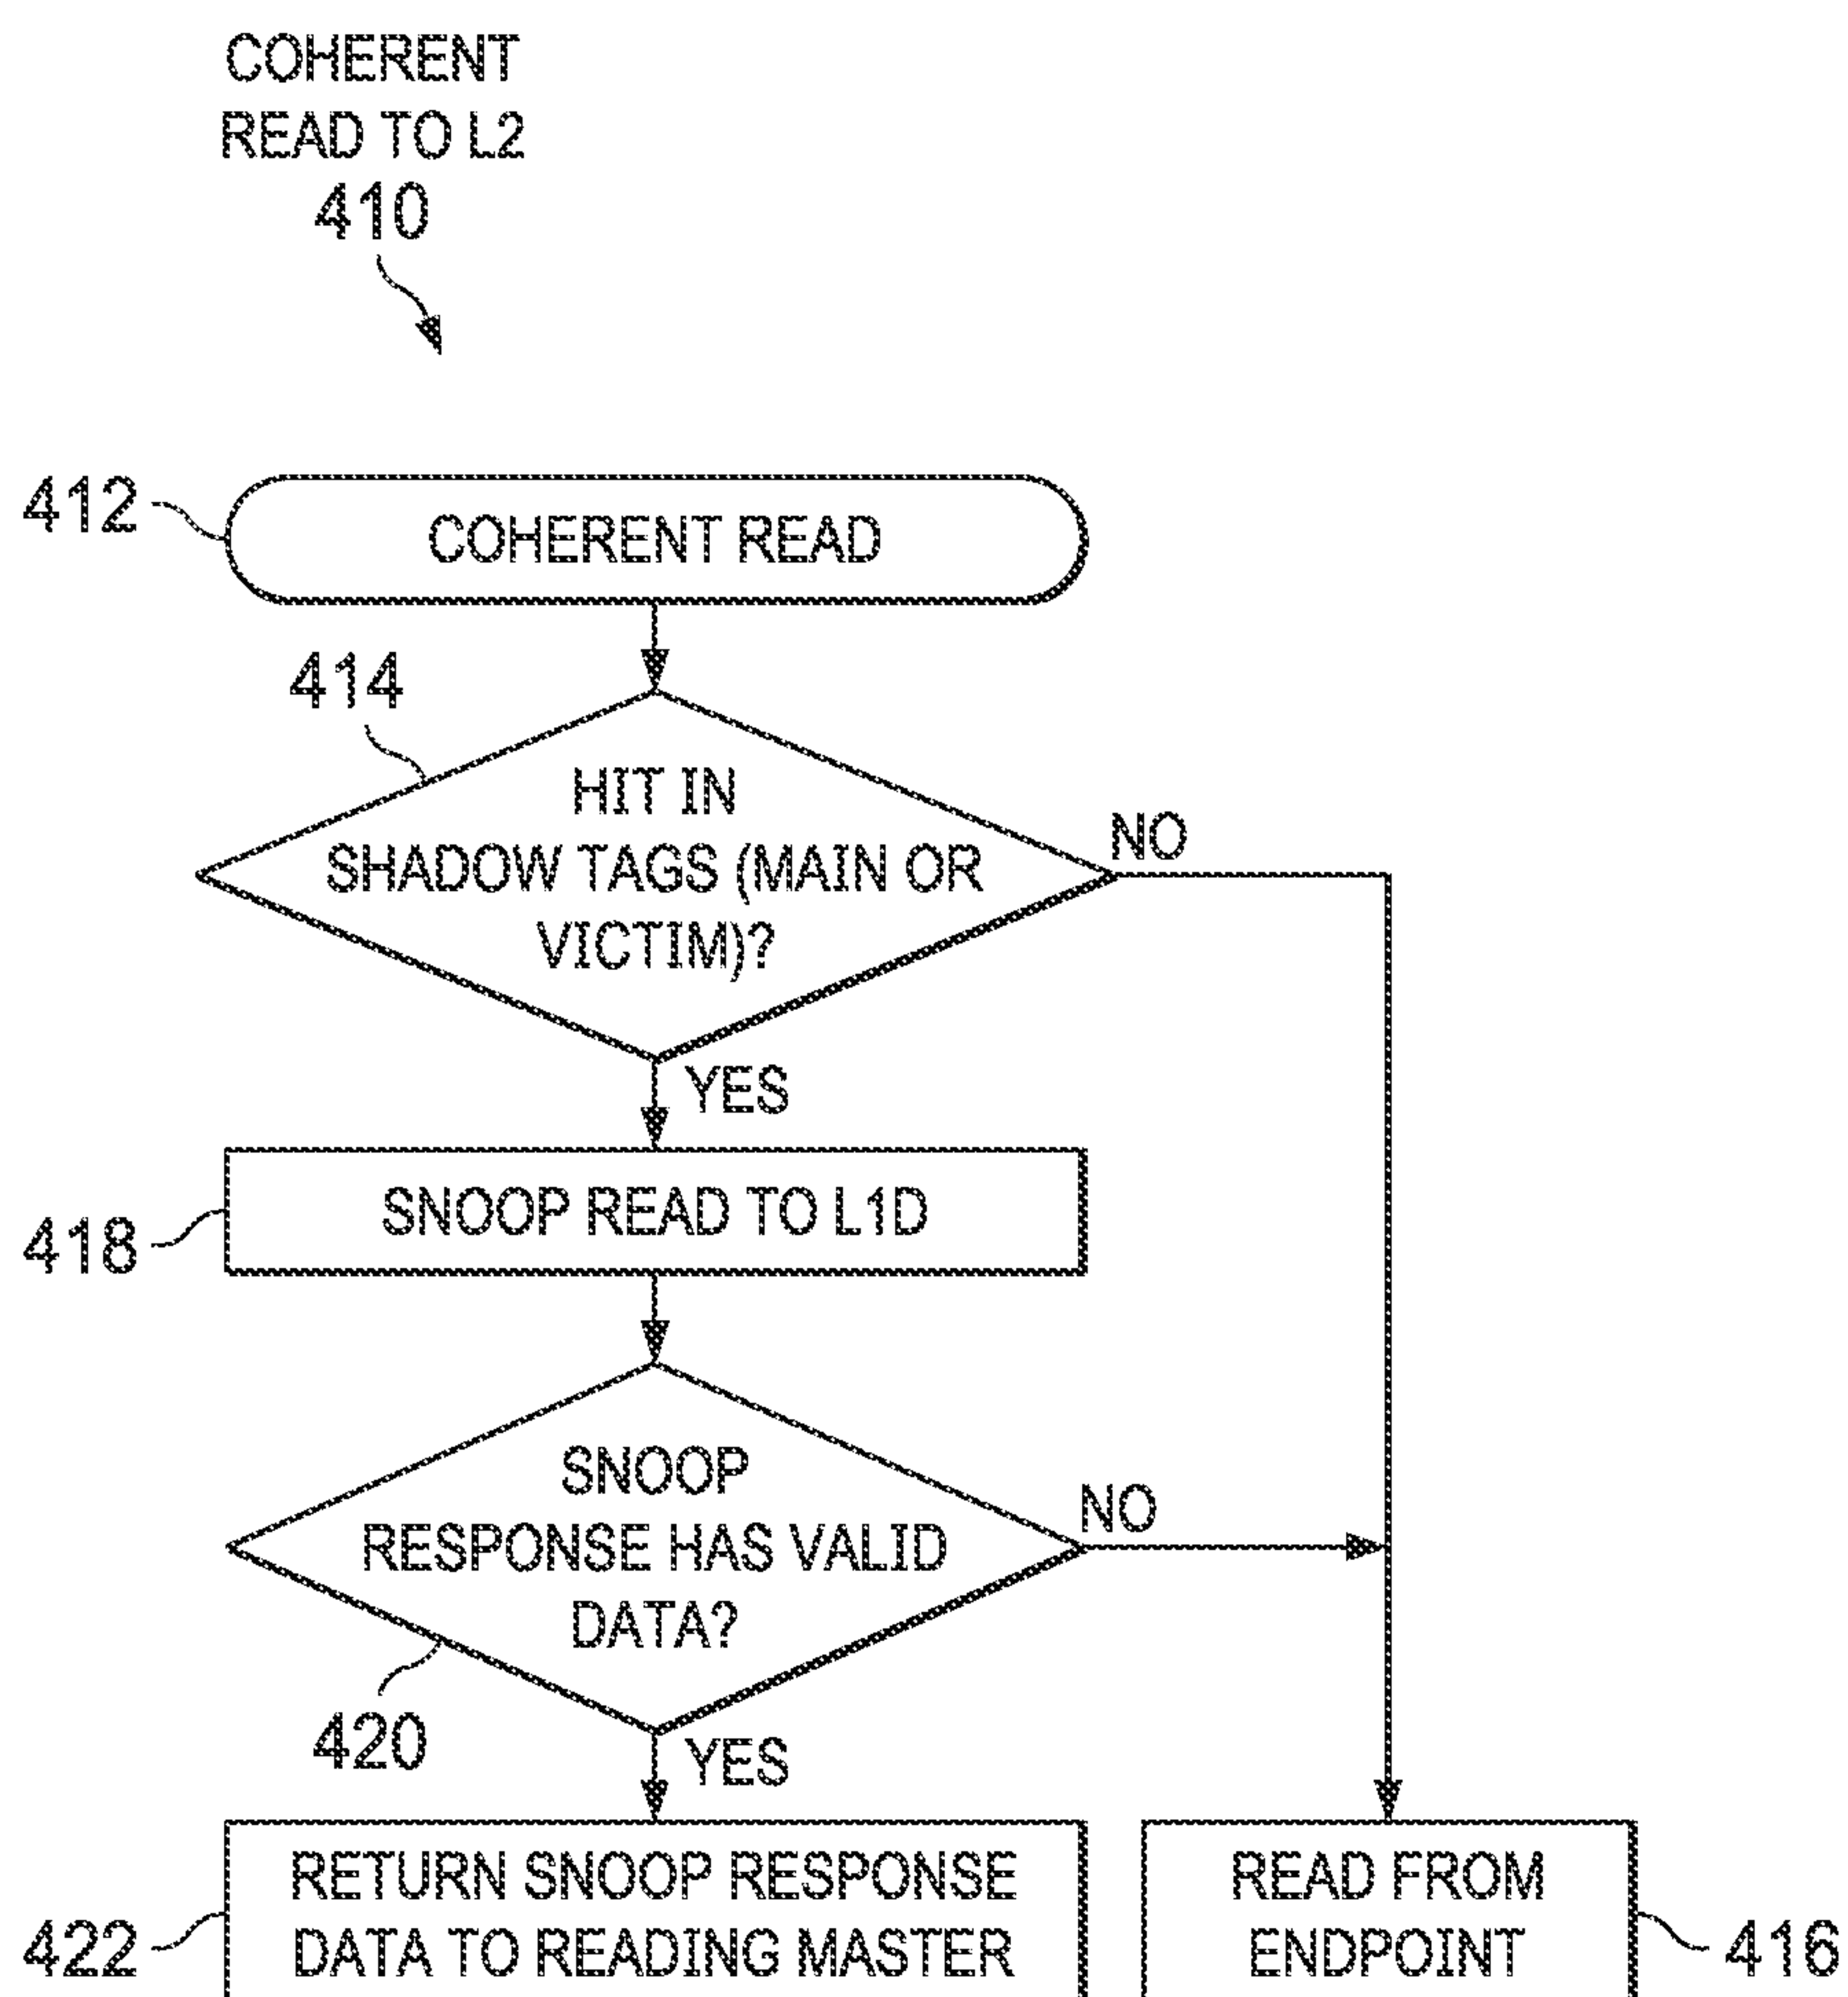 COHERENT
READ TO L2
410
412
COHERENT READ
414
HIT IN
SHADOW TAGS (MAIN OR
VICTIM)?
NO
YES
418
SNOOP READ TO L1D
SNOOP
RESPONSE HAS VALID
DATA?
NO
420
YES
422
RETURN SNOOP RESPONSE
DATA TO READING MASTER
READ FROM
ENDPOINT
416